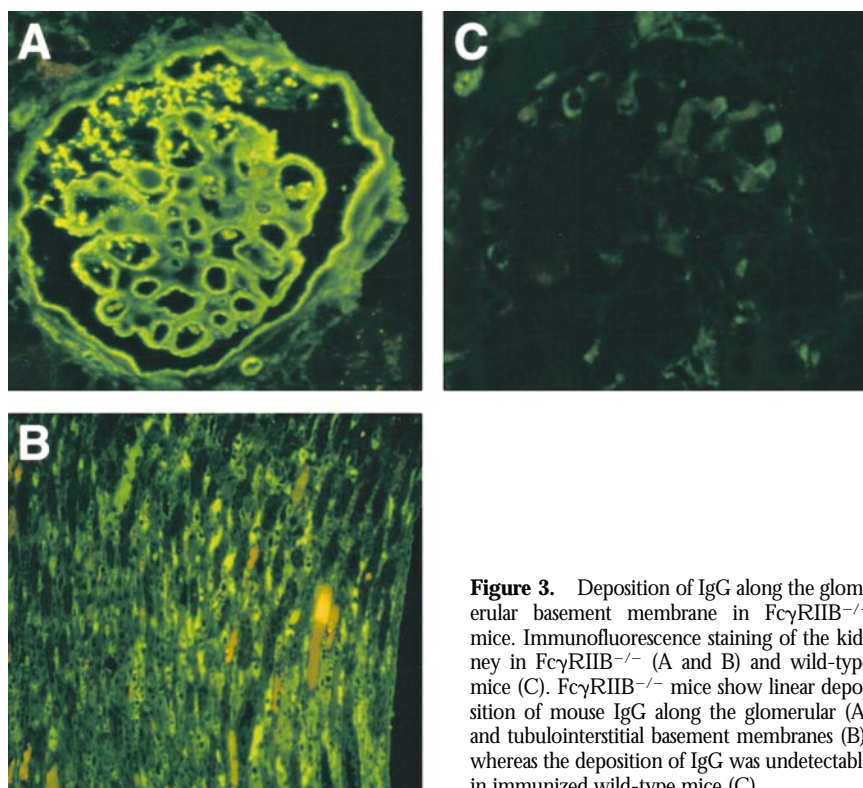 A
C
B
Figure 3. Deposition of IgG along the glom
erular basement membrane in FcγRIIB−/−
mice. Immunofluorescence staining of the kid
ney in FcγRIIB−/− (A and B) and wild-type
mice (C). FcγRIIB−/− mice show linear depo
sition of mouse IgG along the glomerular (A
and tubulointerstitial basement membranes (B)
whereas the deposition of IgG was undetectable
in immunized wild-type mice (C).